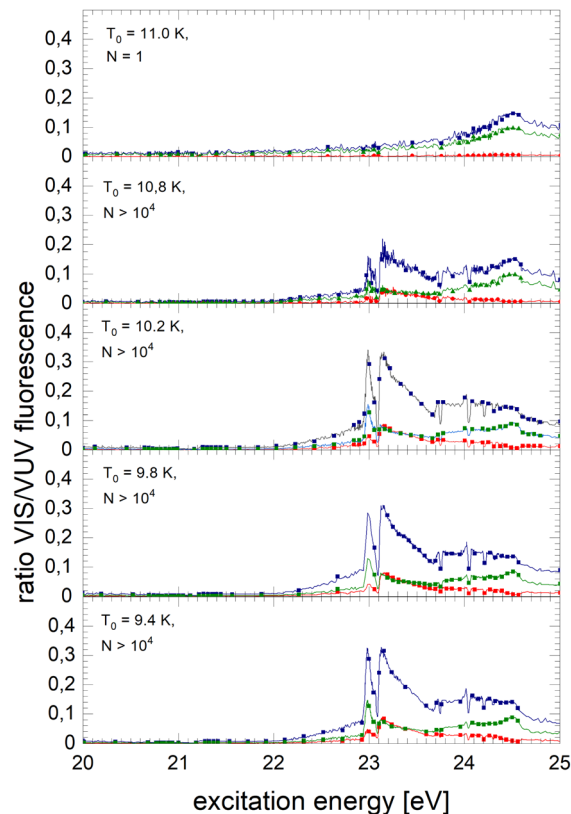 ratio VIS/VUV fluorescence
T₀ = 11.0 K,
N = 1
0,4
0,3
0,2
0,1
0
T₀ = 10,8 K,
N > 10⁴
0,4
0,3
0,2
0,1
0
T₀ = 10.2 K,
N > 10⁴
0,4
0,3
0,2
0,1
0
T₀ = 9.8 K,
N > 10⁴
0,4
0,3
0,2
0,1
0
T₀ = 9.4 K,
N > 10⁴
0,4
0,3
0,2
0,1
0
20 21 22 23 24 25
excitation energy [eV]